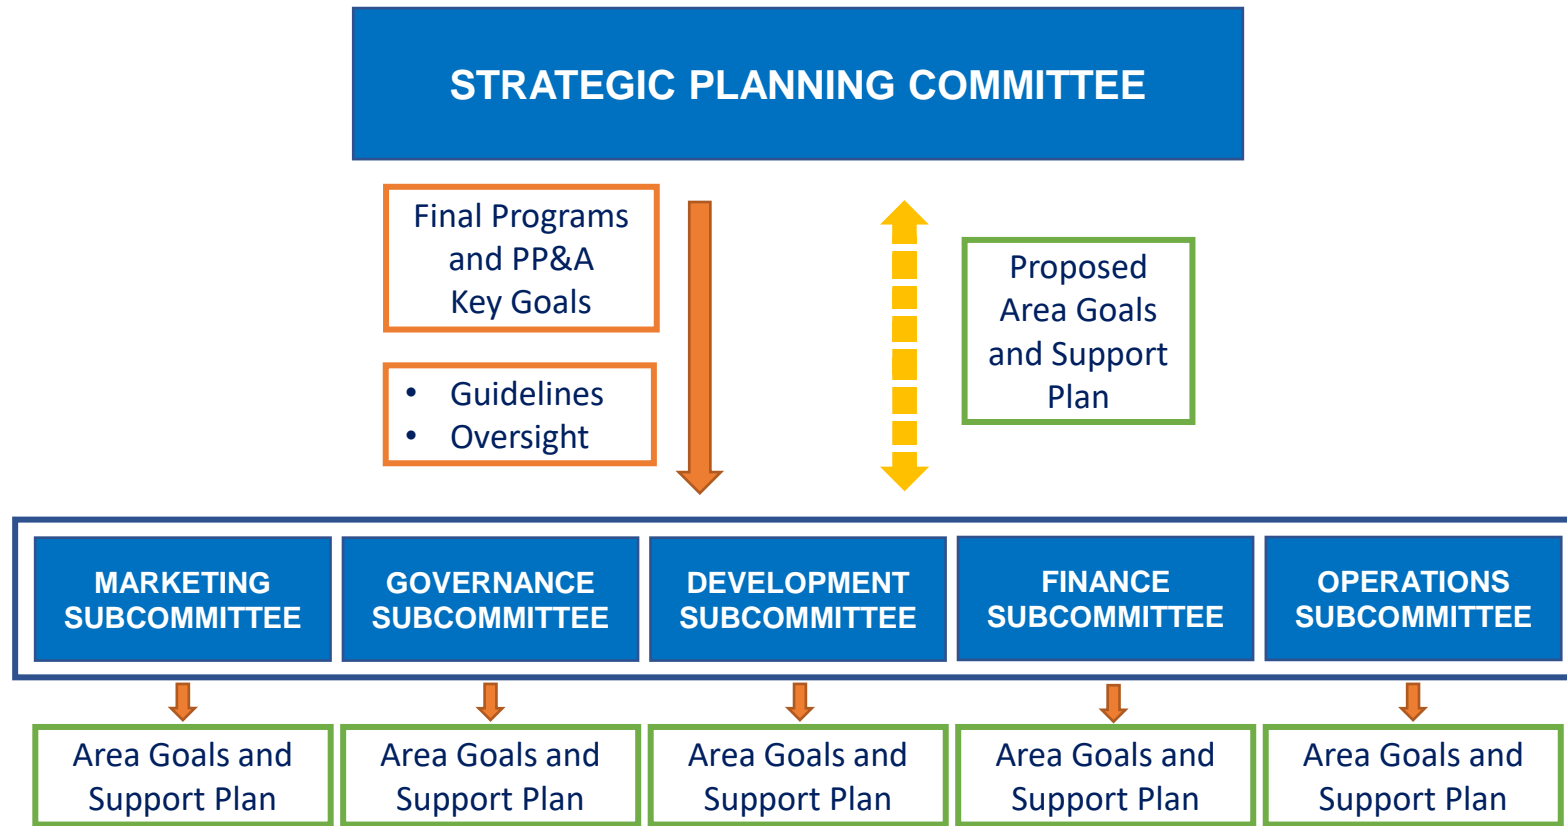 STRATEGIC PLANNING COMMITTEE
Final Programs
and PP&A
Key Goals
• Guidelines
• Oversight
Proposed
Area Goals
and Support
Plan
MARKETING
SUBCOMMITTEE
GOVERNANCE
SUBCOMMITTEE
DEVELOPMENT
SUBCOMMITTEE
FINANCE
SUBCOMMITTEE
OPERATIONS
SUBCOMMITTEE
Area Goals and
Support Plan
Area Goals and
Support Plan
Area Goals and
Support Plan
Area Goals and
Support Plan
Area Goals and
Support Plan